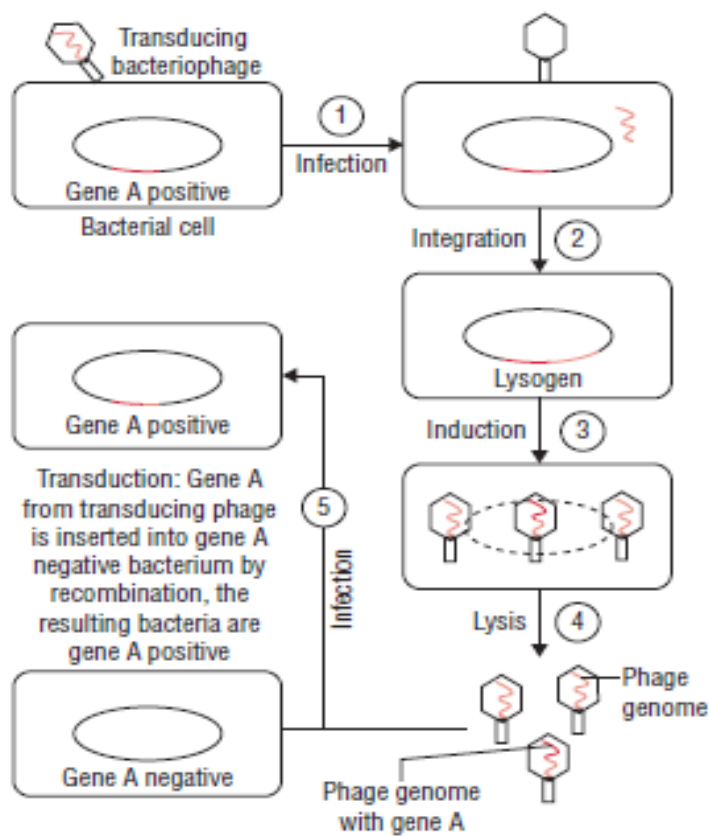 Transducing
bacteriophage
Gene A positive
Bacterial cell
1
Infection
Integration
2
Lysogen
Induction
3
Gene A positive
Transduction: Gene A
from transducing phage
is inserted into gene A
negative bacterium by
recombination, the
resulting bacteria are
gene A positive
5
Infection
Lysis
4
Phage
genome
Gene A negative
Phage genome
with gene A